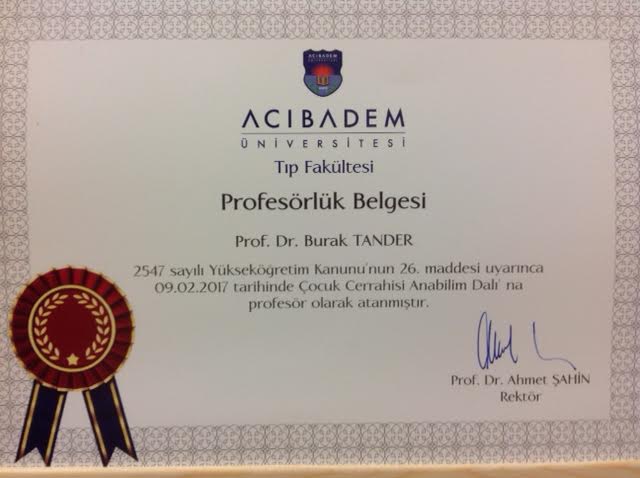 ACIBADEM
ACIBADEM
ÜNİVERSİTESİ
Tıp Fakültesi
Profesörlük Belgesi
Prof. Dr. Burak TANDER
2547 sayılı Yükseköğretim Kanunu'nun 26. maddesi uyarınca
09.02.2017 tarihinde Çocuk Cerrahisi Anabilim Dalı' na
profesör olarak atanmıştır.
Prof. Dr. Ahmet ŞAHİN
Rektör